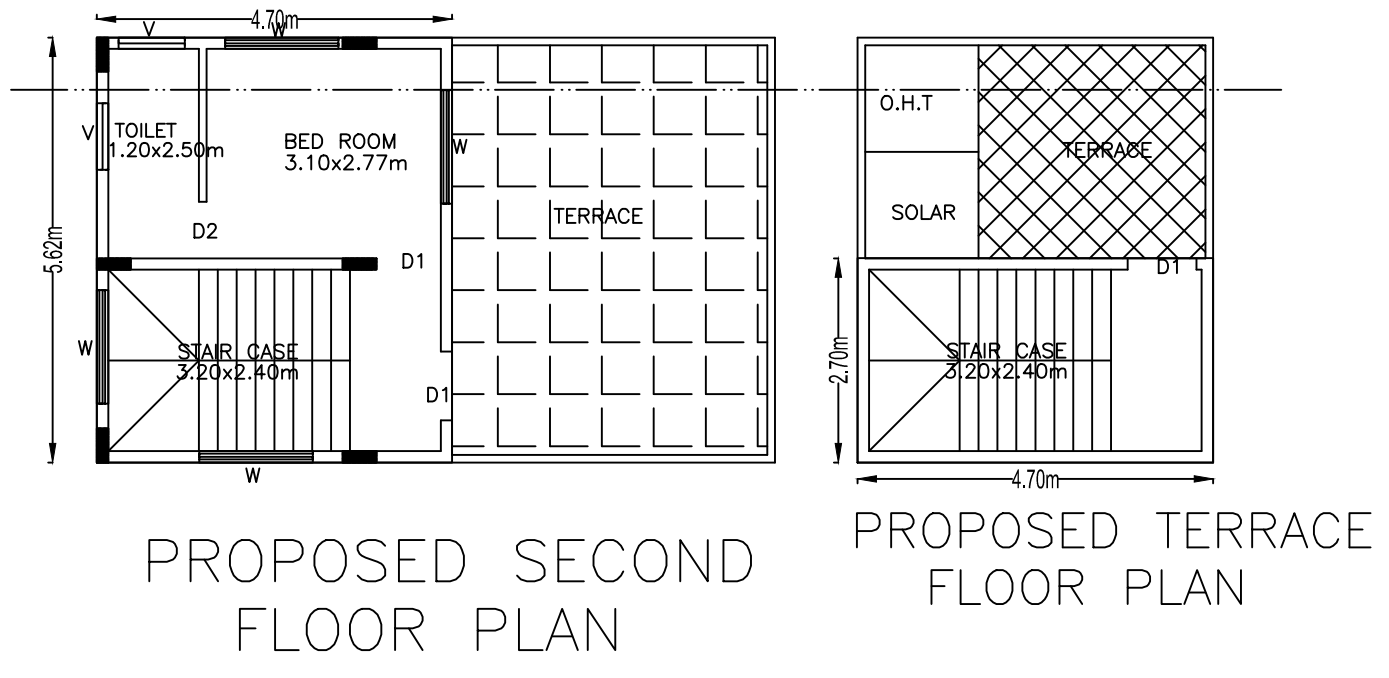 4.70m
V
W
V
TOILET
1.20x2.50m
BED ROOM
3.10x2.77m
W
D2
D1
5.62m
TERRACE
W
STAIR CASE
3.20x2.40m
D1
W
PROPOSED SECOND
FLOOR PLAN
O.H.T
TERRACE
SOLAR
D1
2.70m
STAIR CASE
3.20x2.40m
4.70m
PROPOSED TERRACE
FLOOR PLAN